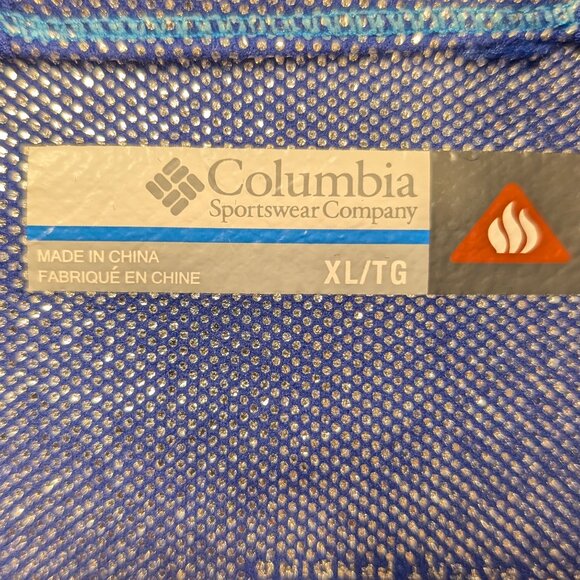 Columbia
Sportswear Company
MADE IN CHINA
FABRIQUÉ EN CHINE
XL/TG